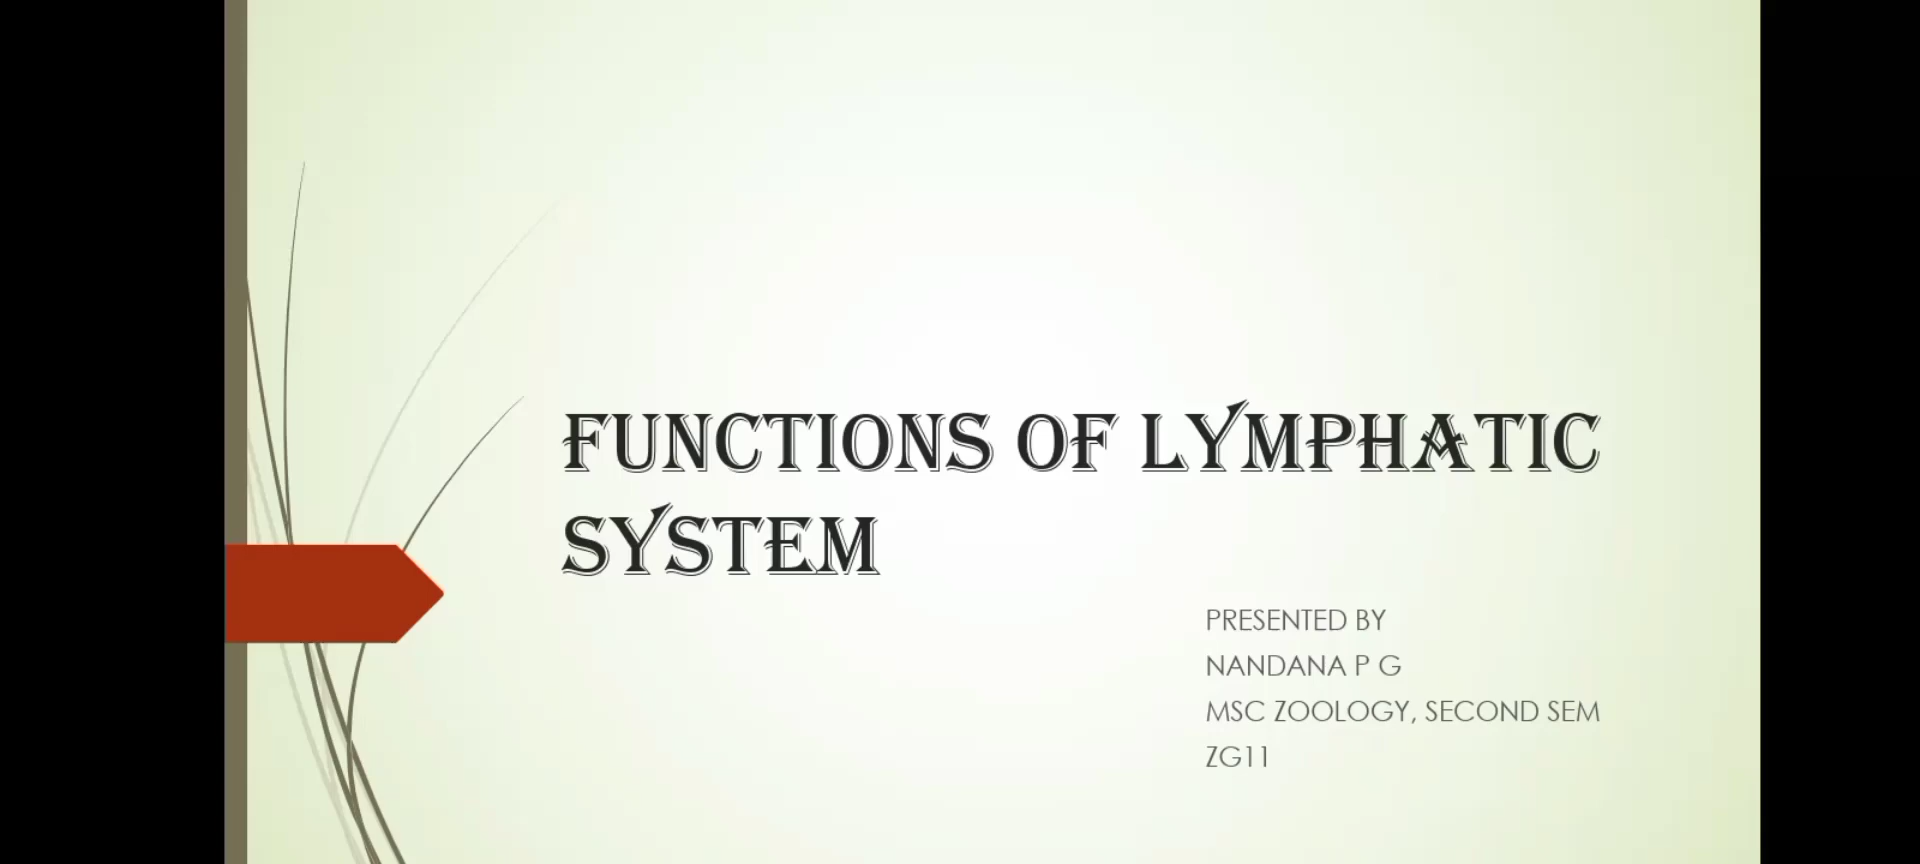 FUNCTIONS OF LYMPHATIC
SYSTEM
PRESENTED BY
NANDANA P G
MSC ZOOLOGY, SECOND SEM
ZG11